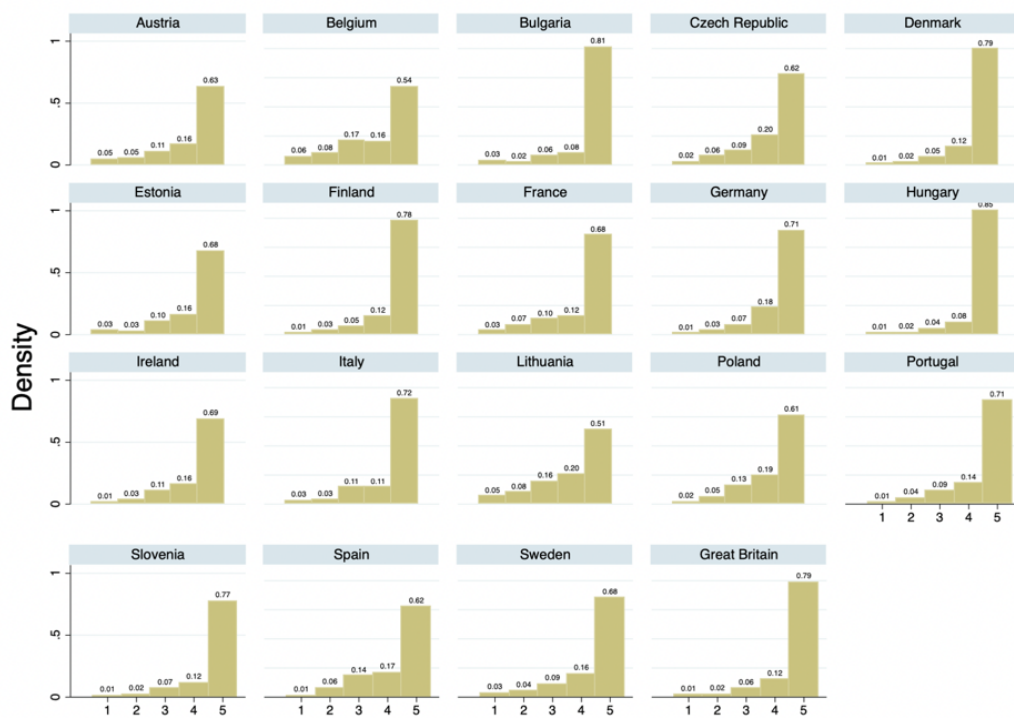 Austria Belgium Bulgaria Czech Republic Denmark
1 .5 0
0.05 0.05 0.11 0.16 0.63
0.06 0.08 0.17 0.16 0.54
0.03 0.02 0.06 0.08 0.81
0.02 0.06 0.09 0.20 0.62
0.01 0.02 0.05 0.12 0.79
Estonia Finland France Germany Hungary
1 .5 0
0.03 0.03 0.10 0.16 0.68
0.01 0.03 0.05 0.12 0.78
0.03 0.07 0.10 0.12 0.68
0.01 0.03 0.07 0.18 0.71
0.01 0.02 0.04 0.08 0.85
Density
Ireland Italy Lithuania Poland Portugal
1 .5 0
0.01 0.03 0.11 0.16 0.69
0.03 0.03 0.11 0.11 0.72
0.05 0.08 0.16 0.20 0.51
0.02 0.05 0.13 0.19 0.61
0.01 0.04 0.09 0.14 0.71
1 2 3 4 5
Slovenia Spain Sweden Great Britain
1 .5 0
0.01 0.02 0.07 0.12 0.77
0.01 0.06 0.14 0.17 0.62
0.03 0.04 0.09 0.16 0.68
0.01 0.02 0.06 0.12 0.79
1 2 3 4 5 1 2 3 4 5 1 2 3 4 5 1 2 3 4 5